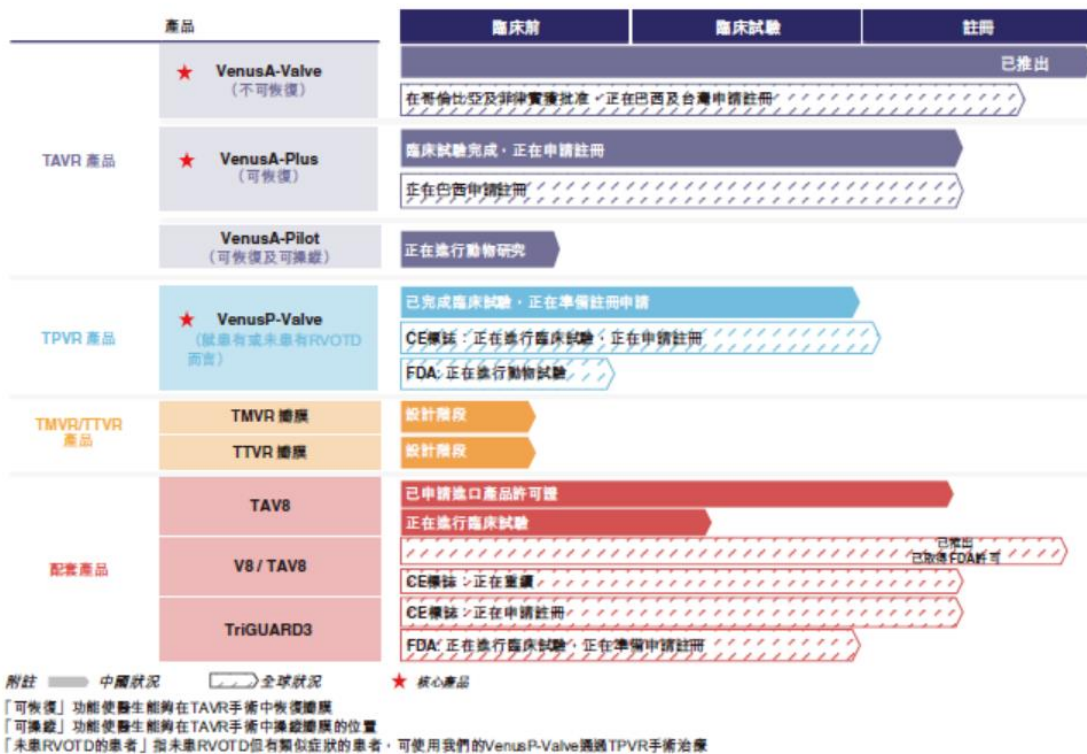 產品
臨床前
臨床試驗
註冊
TAVR 產品
VenusA-Valve
(不可恢復)
已推出
在哥倫比亞及菲律賓獲批准，正在巴西及台灣申請註冊
VenusA-Plus
(可恢復)
臨床試驗完成，正在申請註冊
正在巴西申請註冊
VenusA-Pilot
(可恢復及可操縱)
正在進行動物研究
TPVR 產品
VenusP-Valve
(就患有或未患有RVOTD
而言)
已完成臨床試驗，正在準備註冊申請
CE標誌：正在進行臨床試驗，正在申請註冊
FDA: 正在進行動物試驗
TMVR/TTVR
產品
TMVR 瓣膜
設計階段
TTVR 瓣膜
設計階段
配套產品
TAV8
已申請進口產品許可證
正在進行臨床試驗
V8 / TAV8
已推出
已取得FDA許可
CE標誌：正在重續
TriGUARD3
CE標誌：正在申請註冊
FDA: 正在進行臨床試驗，正在準備申請註冊
附註 中國狀況 全球狀況 ★ 核心產品
「可恢復」功能使醫生能夠在TAVR手術中恢復瓣膜
「可操縱」功能使醫生能夠在TAVR手術中操縱瓣膜的位置
「未患RVOTD的患者」指未患RVOTD但有類似症狀的患者，可使用我們的VenusP-Valve通過TPVR手術治療